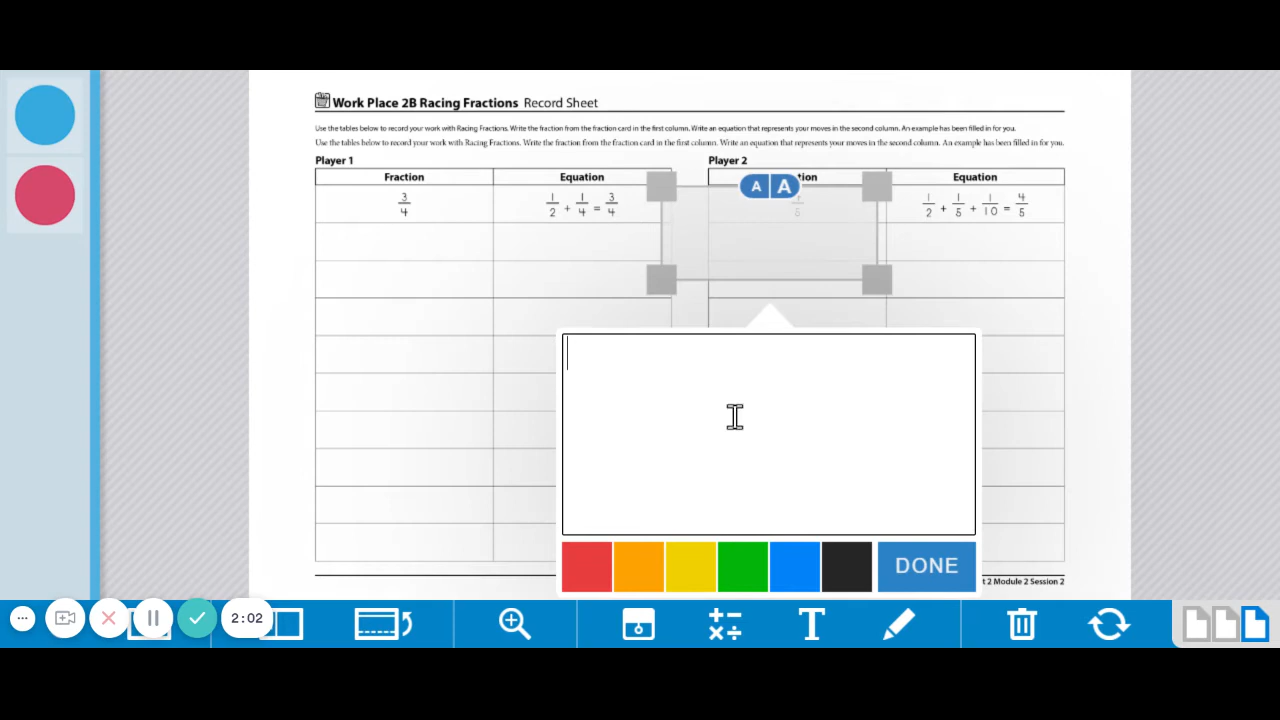 Work Place 2B Racing Fractions Record Sheet
Use the tables below to record your work with Racing Fractions. Write the fraction from the fraction card in the first column. Write an equation that represents your moves in the second column. An example has been filled in for you.
Use the tables below to record your work with Racing Fractions. Write the fraction from the fraction card in the first column. Write an equation that represents your moves in the second column. An example has been filled in for you.
Player 1
Player 2
Fraction Equation
A A tion Equation
3/4 1/2 + 1/4 = 3/4
/5 1/2 + 1/5 + 1/10 = 4/5
DONE
t 2 Module 2 Session 2
2:02
T